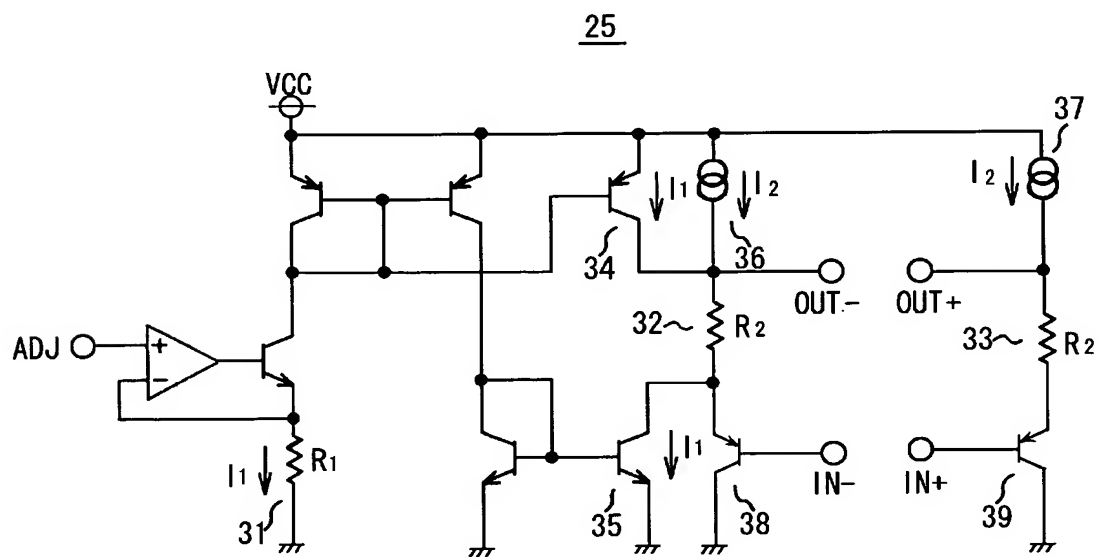 25
VCC
37
I1
I2
I2
34
36
OUT-
OUT+
32
R2
33
R2
ADJ
+
-
I1
R1
I1
IN-
IN+
31
35
38
39